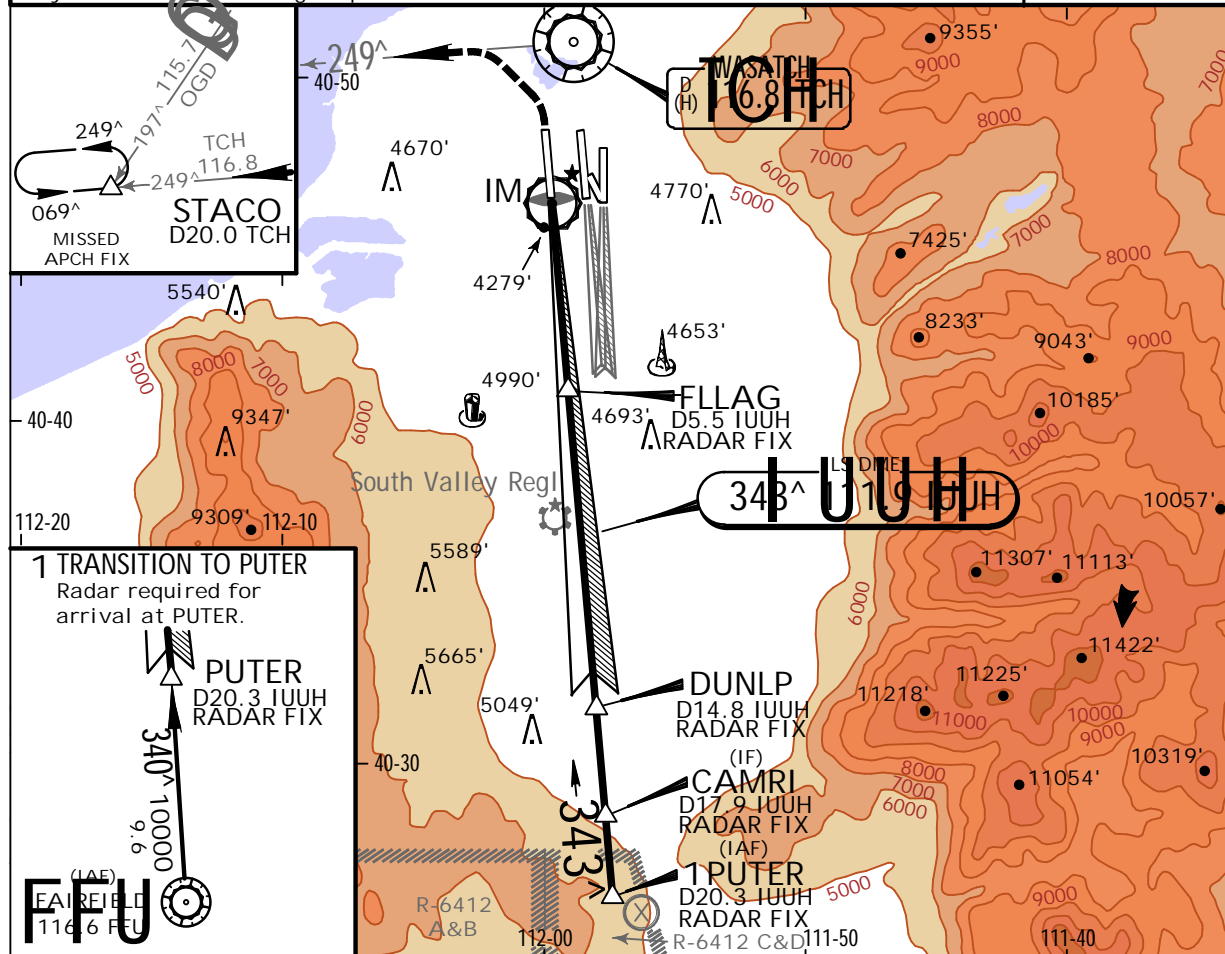 115.7
OGD
197^
249^
TCH
116.8
249^
069^
STACO
D20.0 TCH
MISSED
APCH FIX
249^
40-50
WASATCH
D
(H) 116.8 TCH
TCH
9355'
9000
8000
7000
7000
6000
5000
4670'
IM
4770'
7425'
7000
8000
4279'
5540'
8233'
9043'
9000
4653'
5000
8000
7000
6000
9347'
40-40
4990'
FLLAG
D5.5 IUUH
RADAR FIX
4693'
10185'
10000
South Valley Regl
ILS DME
343^ 111.9 IUUH
I UUH
10057'
112-20
9309'
112-10
1 TRANSITION TO PUTER
Radar required for
arrival at PUTER.
PUTER
D20.3 IUUH
RADAR FIX
340^
10000
9.6
(IAF)
FAIRFIELD
116.6 FFU
FFU
5589'
5665'
5049'
11307'
11113'
6000
11422'
11225'
11218'
11000
10000
9000
DUNLP
D14.8 IUUH
RADAR FIX
40-30
(IF)
CAMRI
D17.9 IUUH
RADAR FIX
8000
7000
6000
11054'
10319'
343^
(IAF)
1 PUTER
D20.3 IUUH
RADAR FIX
5000
9000
R-6412
A&B
R-6412 C&D
112-00
111-50
111-40